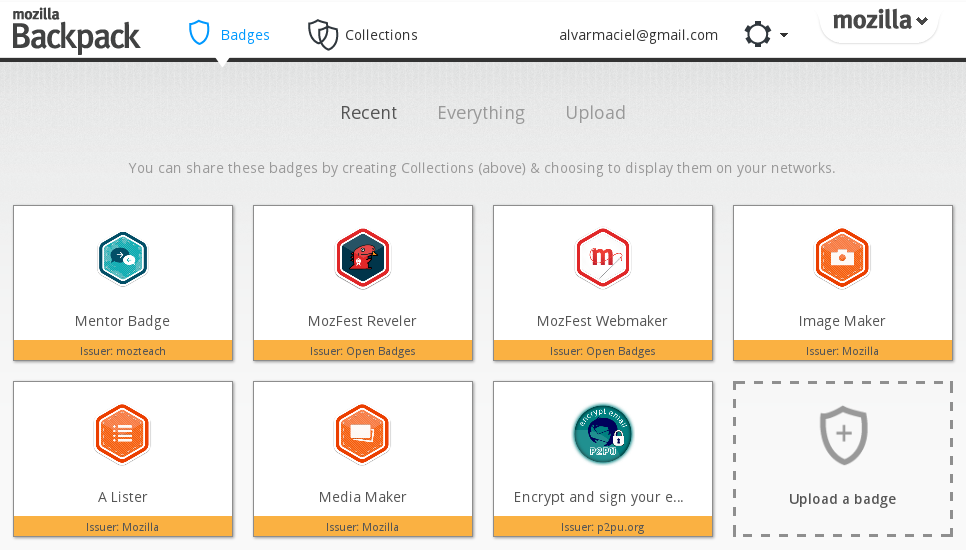 mozilla
Backpack
Badges
Collections
alvarmaciel@gmail.com
mozilla
Recent Everything Upload
You can share these badges by creating Collections (above) & choosing to display them on your networks.
m
Mentor Badge
MozFest Reveler
MozFest Webmaker
Image Maker
Issuer: mozteach
Issuer: Open Badges
Issuer: Open Badges
Issuer: Mozilla
encrypt email
P2PU
A Lister
Media Maker
Encrypt and sign your e...
Upload a badge
Issuer: Mozilla
Issuer: Mozilla
Issuer: p2pu.org